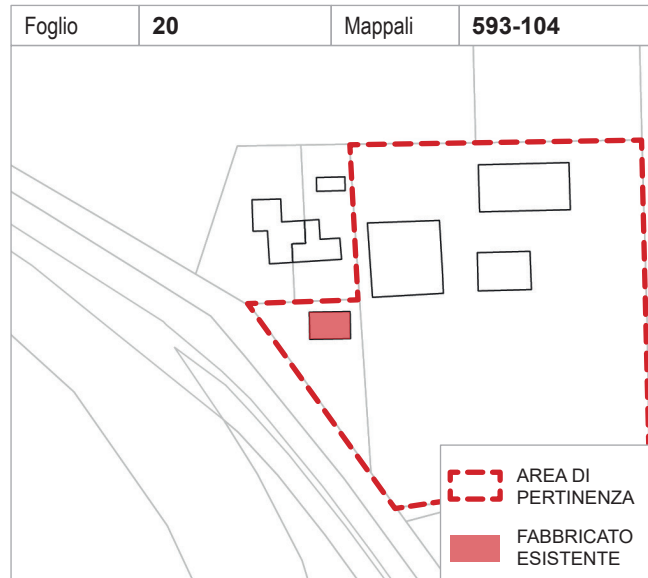 Foglio 20 Mappali 593-104
AREA DI
PERTINENZA
FABBRICATO
ESISTENTE